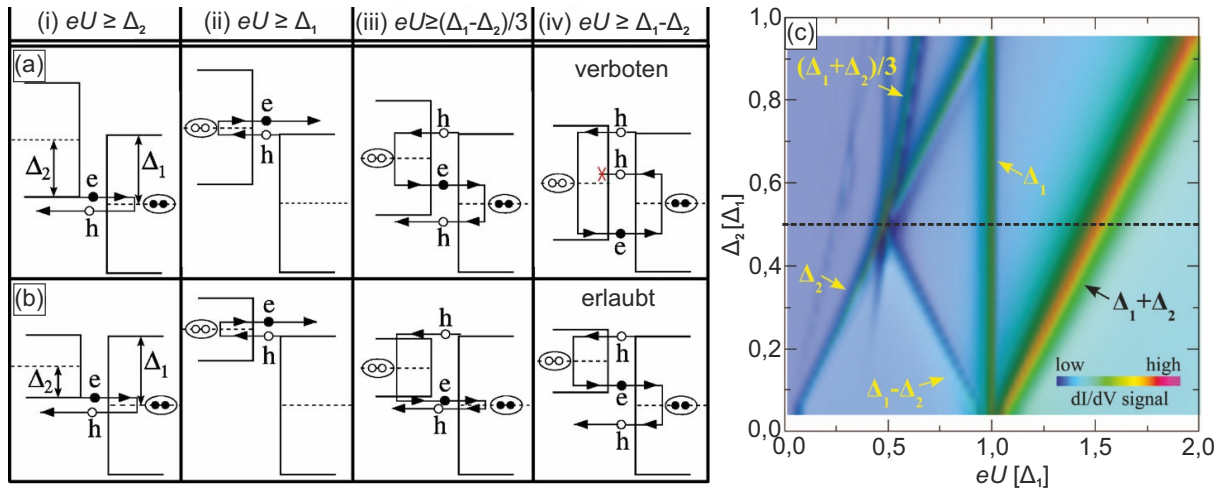 (i) eU ≥ Δ₂
(ii) eU ≥ Δ₁
(iii) eU≥(Δ₁-Δ₂)/3
(iv) eU ≥ Δ₁-Δ₂
(a)
Δ₂
Δ₁
e
h
e
h
h
e
h
verboten
h
h
e
(b)
Δ₂
Δ₁
e
h
e
h
h
e
h
erlaubt
h
e
h
(c)
Δ₂ [Δ₁]
1,0
0,8
0,6
0,4
0,2
0,0
(Δ₁+Δ₂)/3
Δ₁
Δ₂
Δ₁+Δ₂
Δ₁-Δ₂
low
high
dI/dV signal
0,0
0,5
1,0
1,5
2,0
eU [Δ₁]